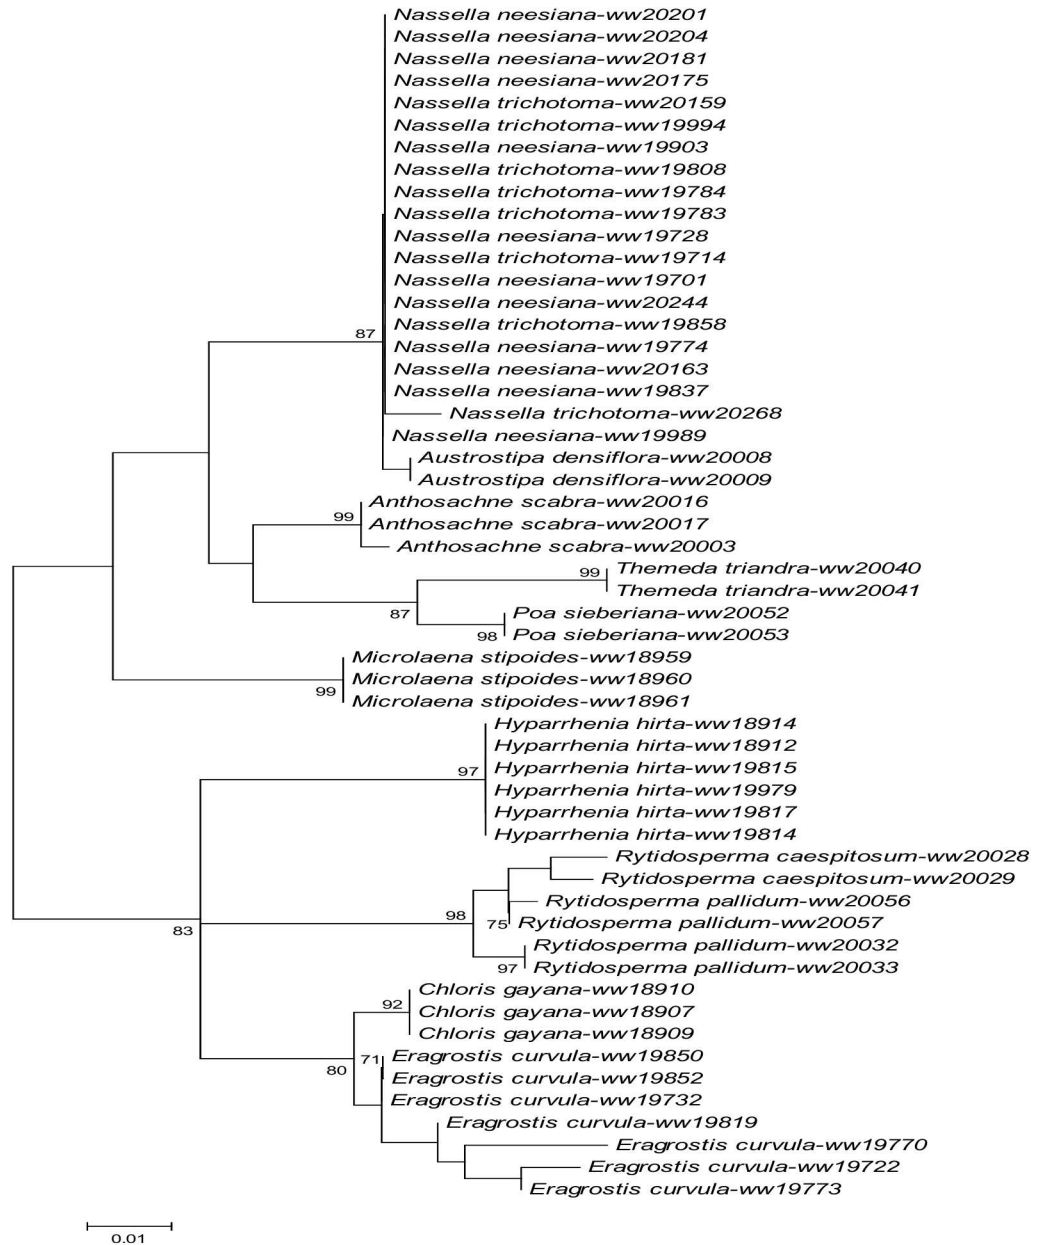 Nassella neesiana-ww20201
Nassella neesiana-ww20204
Nassella neesiana-ww20181
Nassella neesiana-ww20175
Nassella trichotoma-ww20159
Nassella trichotoma-ww19994
Nassella neesiana-ww19903
Nassella trichotoma-ww19808
Nassella trichotoma-ww19784
Nassella trichotoma-ww19783
Nassella neesiana-ww19728
Nassella trichotoma-ww19714
Nassella neesiana-ww19701
Nassella neesiana-ww20244
Nassella trichotoma-ww19858
87
Nassella neesiana-ww19774
Nassella neesiana-ww20163
Nassella neesiana-ww19837
Nassella trichotoma-ww20268
Nassella neesiana-ww19989
Austrostipa densiflora-ww20008
Austrostipa densiflora-ww20009
Anthosachne scabra-ww20016
99
Anthosachne scabra-ww20017
Anthosachne scabra-ww20003
99
Themeda triandra-ww20040
Themeda triandra-ww20041
87
Poa sieberiana-ww20052
98
Poa sieberiana-ww20053
Microlaena stipoides-ww18959
Microlaena stipoides-ww18960
99
Microlaena stipoides-ww18961
Hyparrhenia hirta-ww18914
Hyparrhenia hirta-ww18912
97
Hyparrhenia hirta-ww19815
Hyparrhenia hirta-ww19979
Hyparrhenia hirta-ww19817
Hyparrhenia hirta-ww19814
Rytidosperma caespitosum-ww20028
Rytidosperma caespitosum-ww20029
Rytidosperma pallidum-ww20056
98
75
Rytidosperma pallidum-ww20057
83
Rytidosperma pallidum-ww20032
97
Rytidosperma pallidum-ww20033
Chloris gayana-ww18910
92
Chloris gayana-ww18907
Chloris gayana-ww18909
71
Eragrostis curvula-ww19850
80
Eragrostis curvula-ww19852
Eragrostis curvula-ww19732
Eragrostis curvula-ww19819
Eragrostis curvula-ww19770
Eragrostis curvula-ww19722
Eragrostis curvula-ww19773
0.01